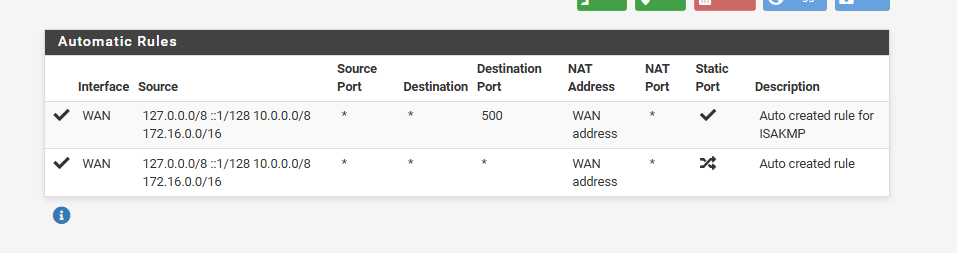 Automatic Rules
Interface Source Source Port Destination Destination Port NAT Address NAT Port Static Port Description
WAN 127.0.0.0/8 ::1/128 10.0.0.0/8 * * 500 WAN * Auto created rule for
172.16.0.0/16 address ISAKMP
WAN 127.0.0.0/8 ::1/128 10.0.0.0/8 * * * WAN * Auto created rule
172.16.0.0/16 address